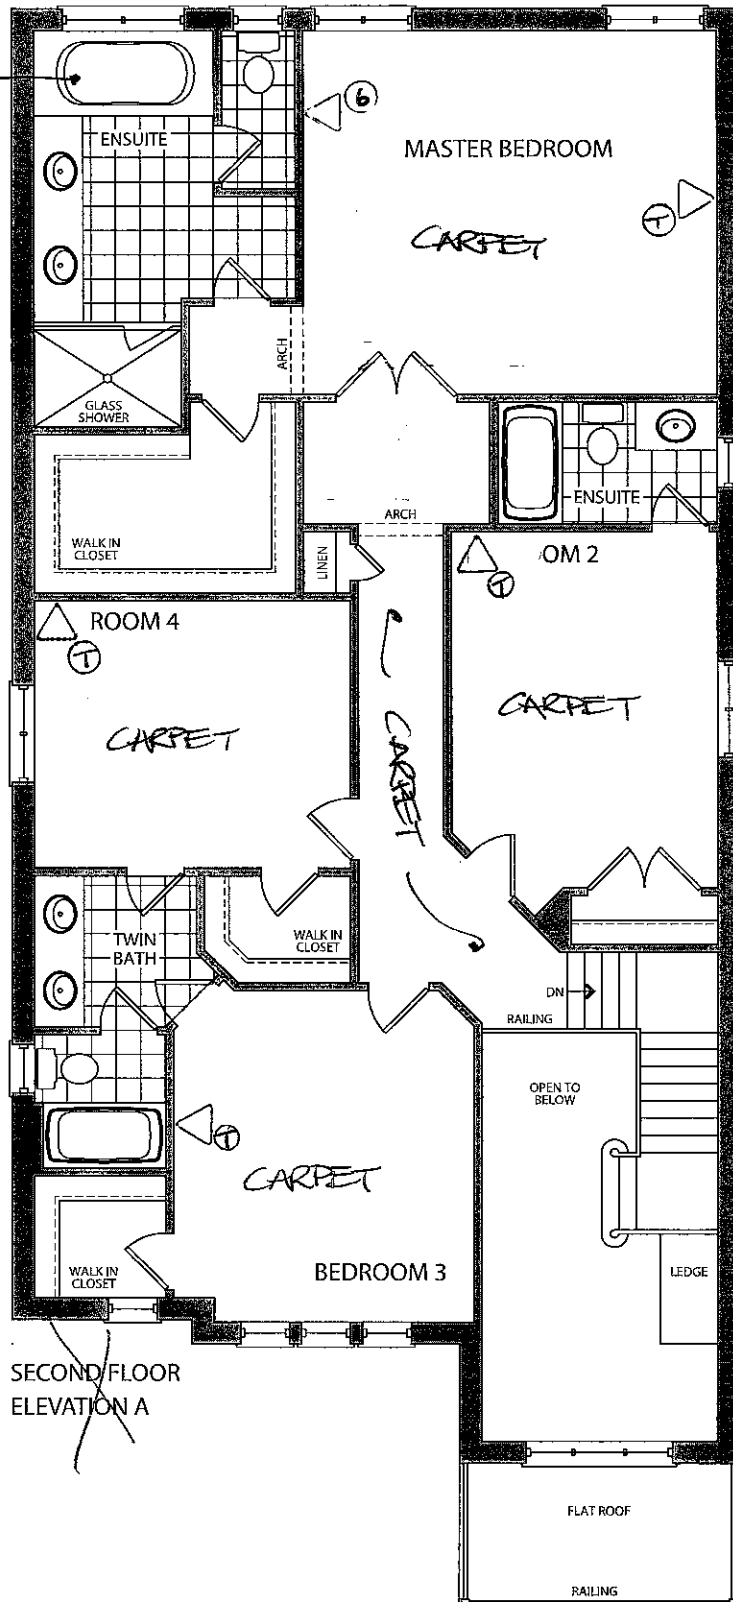 ENSUITE
6
MASTER BEDROOM
T
CARPET
ARCH
GLASS
SHOWER
ENSUITE
ARCH
WALK IN
CLOSET
LINEN
OM 2
T
ROOM 4
T
CARPET
CARPET
CARPET
TWIN
BATH
WALK IN
CLOSET
DN
RAILING
OPEN TO
BELOW
T
CARPET
BEDROOM 3
WALK IN
CLOSET
LEDGE
SECOND FLOOR
ELEVATION A
FLAT ROOF
RAILING